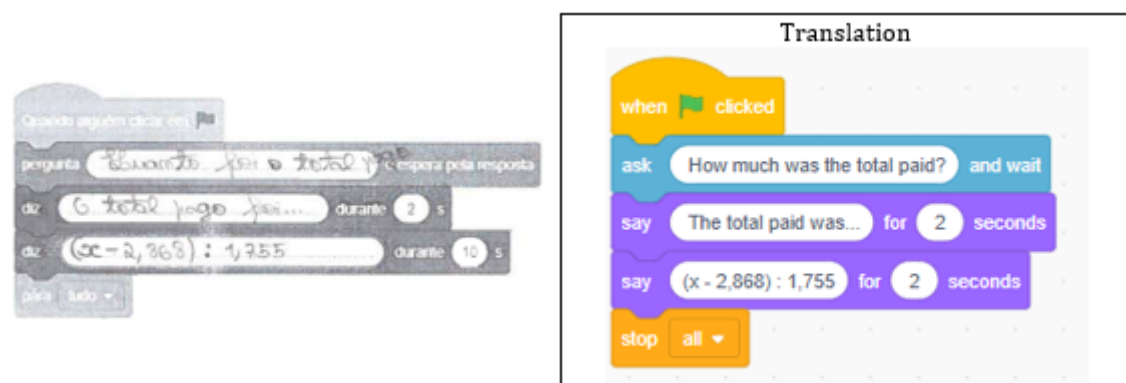 Quando alguém clicar em
pergunta Quanto foi o total pago e espera pela resposta
diz O total pago foi... durante 2 s
diz (x - 2,868) : 1,755 durante 10 s
pára tudo
Translation
when clicked
ask How much was the total paid? and wait
say The total paid was... for 2 seconds
say (x - 2,868) : 1,755 for 2 seconds
stop all